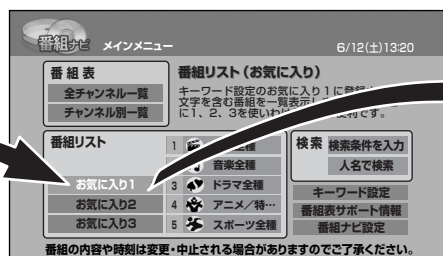 番組ナビ メインメニュー 6/12(土)13:20
番組表
全チャンネル一覧
チャンネル別一覧
番組リスト(お気に入り)
キーワード設定のお気に入り1に登録
文字を含む番組を一覧表示し
に1、2、3を使いわ 便利です。
番組リスト
お気に入り1
お気に入り2
お気に入り3
1 全種
音楽全種
3 ドラマ全種
4 アニメ/特…
5 スポーツ全種
検索 検索条件を入力
人名で検索
キーワード設定
番組表サポート情報
番組ナビ設定
番組の内容や時刻は変更・中止される場合がありますのでご了承ください。